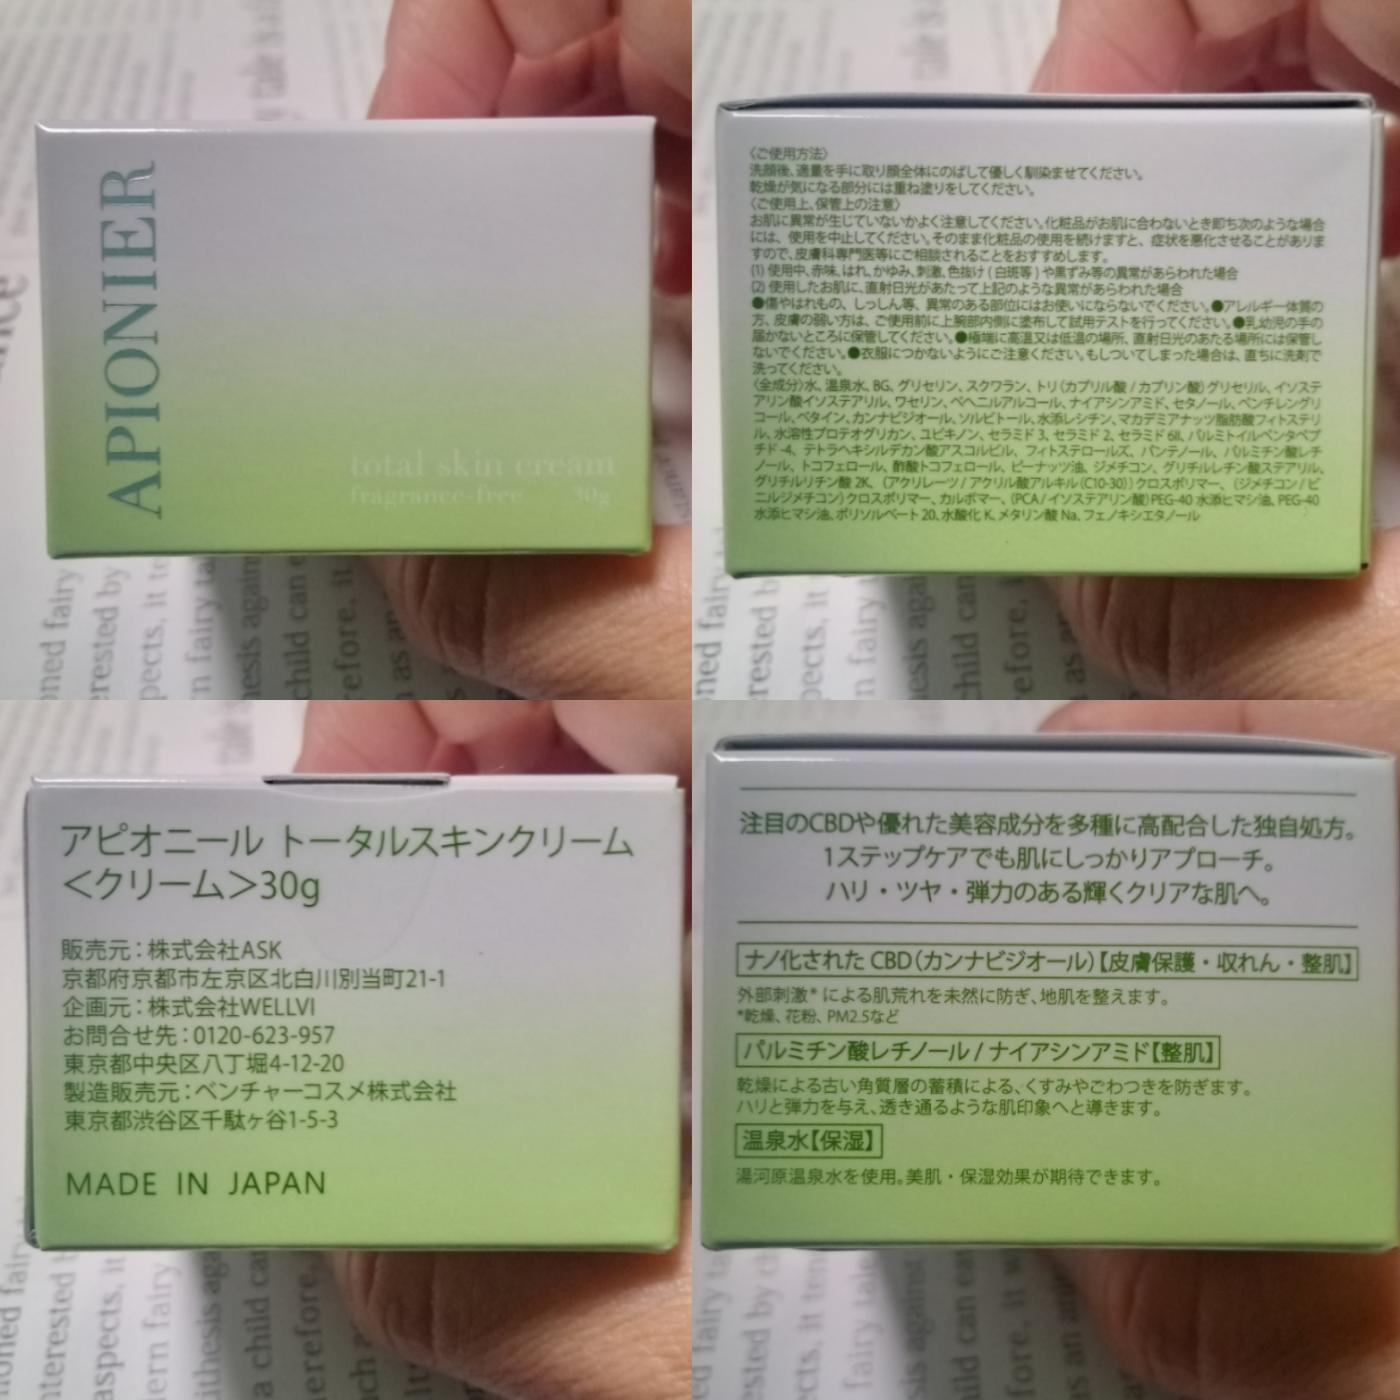 APIONIER
total skin cream
fragrance-free 30g
〈ご使用方法〉
洗顔後、適量を手に取り顔全体にのばして優しく馴染ませてください。
乾燥が気になる部分には重ね塗りをしてください。
〈ご使用上、保管上の注意〉
お肌に異常が生じていないかよく注意してください。化粧品がお肌に合わないとき即ち次のような場合
には、使用を中止してください。そのまま化粧品の使用を続けますと、症状を悪化させることがありま
すので、皮膚科専門医等にご相談されることをおすすめします。
(1) 使用中、赤味、はれ、かゆみ、刺激、色抜け ( 白斑等 ) や黒ずみ等の異常があらわれた場合
(2) 使用したお肌に、直射日光があたって上記のような異常があらわれた場合
●傷やはれもの、しっしん等、異常のある部位にはお使いにならないでください。●アレルギー体質の
方、皮膚の弱い方は、ご使用前に上腕部内側に塗布して試用テストを行ってください。●乳幼児の手の
届かないところに保管してください。●極端に高温又は低温の場所、直射日光のあたる場所には保管し
ないでください。●衣服につかないようにご注意ください。もしついてしまった場合は、直ちに洗剤で
洗ってください。
〈全成分〉水、温泉水、BG、グリセリン、スクワラン、トリ（カプリル酸 / カプリン酸）グリセリル、イソステ
アリン酸イソステアリル、ワセリン、ベヘニルアルコール、ナイアシンアミド、セタノール、ペンチレングリ
コール、ベタイン、カンナビジオール、ソルビトール、水添レシチン、マカデミアナッツ脂肪酸フィトステリ
ル、水溶性プロテオグリカン、ユビキノン、セラミド 3、セラミド 2、セラミド 6II、パルミトイルペンタペプ
チド -4、テトラヘキシルデカン酸アスコルビル、フィトステロールズ、パンテノール、パルミチン酸レチ
ノール、トコフェロール、酢酸トコフェロール、ピーナッツ油、ジメチコン、グリチルレチン酸ステアリル、
グリチルリチン酸 2K、（アクリレーツ / アクリル酸アルキル (C10-30)）クロスポリマー、（ジメチコン / ビ
ニルジメチコン）クロスポリマー、カルボマー、（PCA / イソステアリン酸）PEG-40 水添ヒマシ油、PEG-40
水添ヒマシ油、ポリソルベート 20、水酸化 K、メタリン酸 Na、フェノキシエタノール
アピオニール トータルスキンクリーム
＜クリーム＞30g
販売元：株式会社ASK
京都府京都市左京区北白川別当町21-1
企画元：株式会社WELLVI
お問合せ先：0120-623-957
東京都中央区八丁堀4-12-20
製造販売元：ベンチャーコスメ株式会社
東京都渋谷区千駄ヶ谷1-5-3
MADE IN JAPAN
注目のCBDや優れた美容成分を多種に高配合した独自処方。
1ステップケアでも肌にしっかりアプローチ。
ハリ・ツヤ・弾力のある輝くクリアな肌へ。
ナノ化された CBD（カンナビジオール）【皮膚保護・収れん・整肌】
外部刺激* による肌荒れを未然に防ぎ、地肌を整えます。
*乾燥、花粉、PM2.5など
パルミチン酸レチノール / ナイアシンアミド【整肌】
乾燥による古い角質層の蓄積による、くすみやごわつきを防ぎます。
ハリと弾力を与え、透き通るような肌印象へと導きます。
温泉水【保湿】
湯河原温泉水を使用。美肌・保湿効果が期待できます。